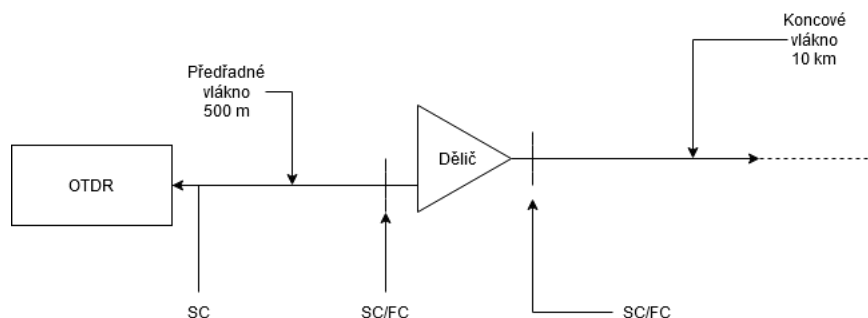 Koncové
vlákno
10 km
Předřadné
vlákno
500 m
Dělič
OTDR
SC
SC/FC
SC/FC